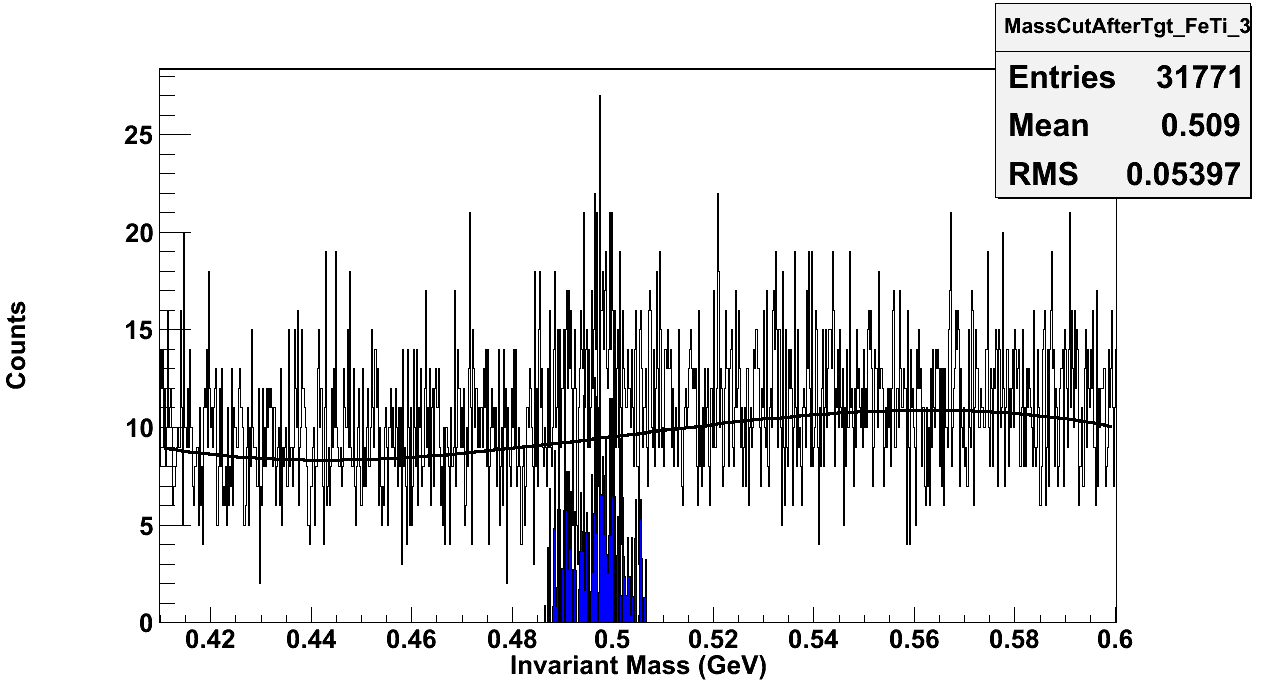 MassCutAfterTgt_FeTi_3
Entries 31771
Mean 0.509
RMS 0.05397
Counts
25
20
15
10
5
0
0.42 0.44 0.46 0.48 0.5 0.52 0.54 0.56 0.58 0.6
Invariant Mass (GeV)